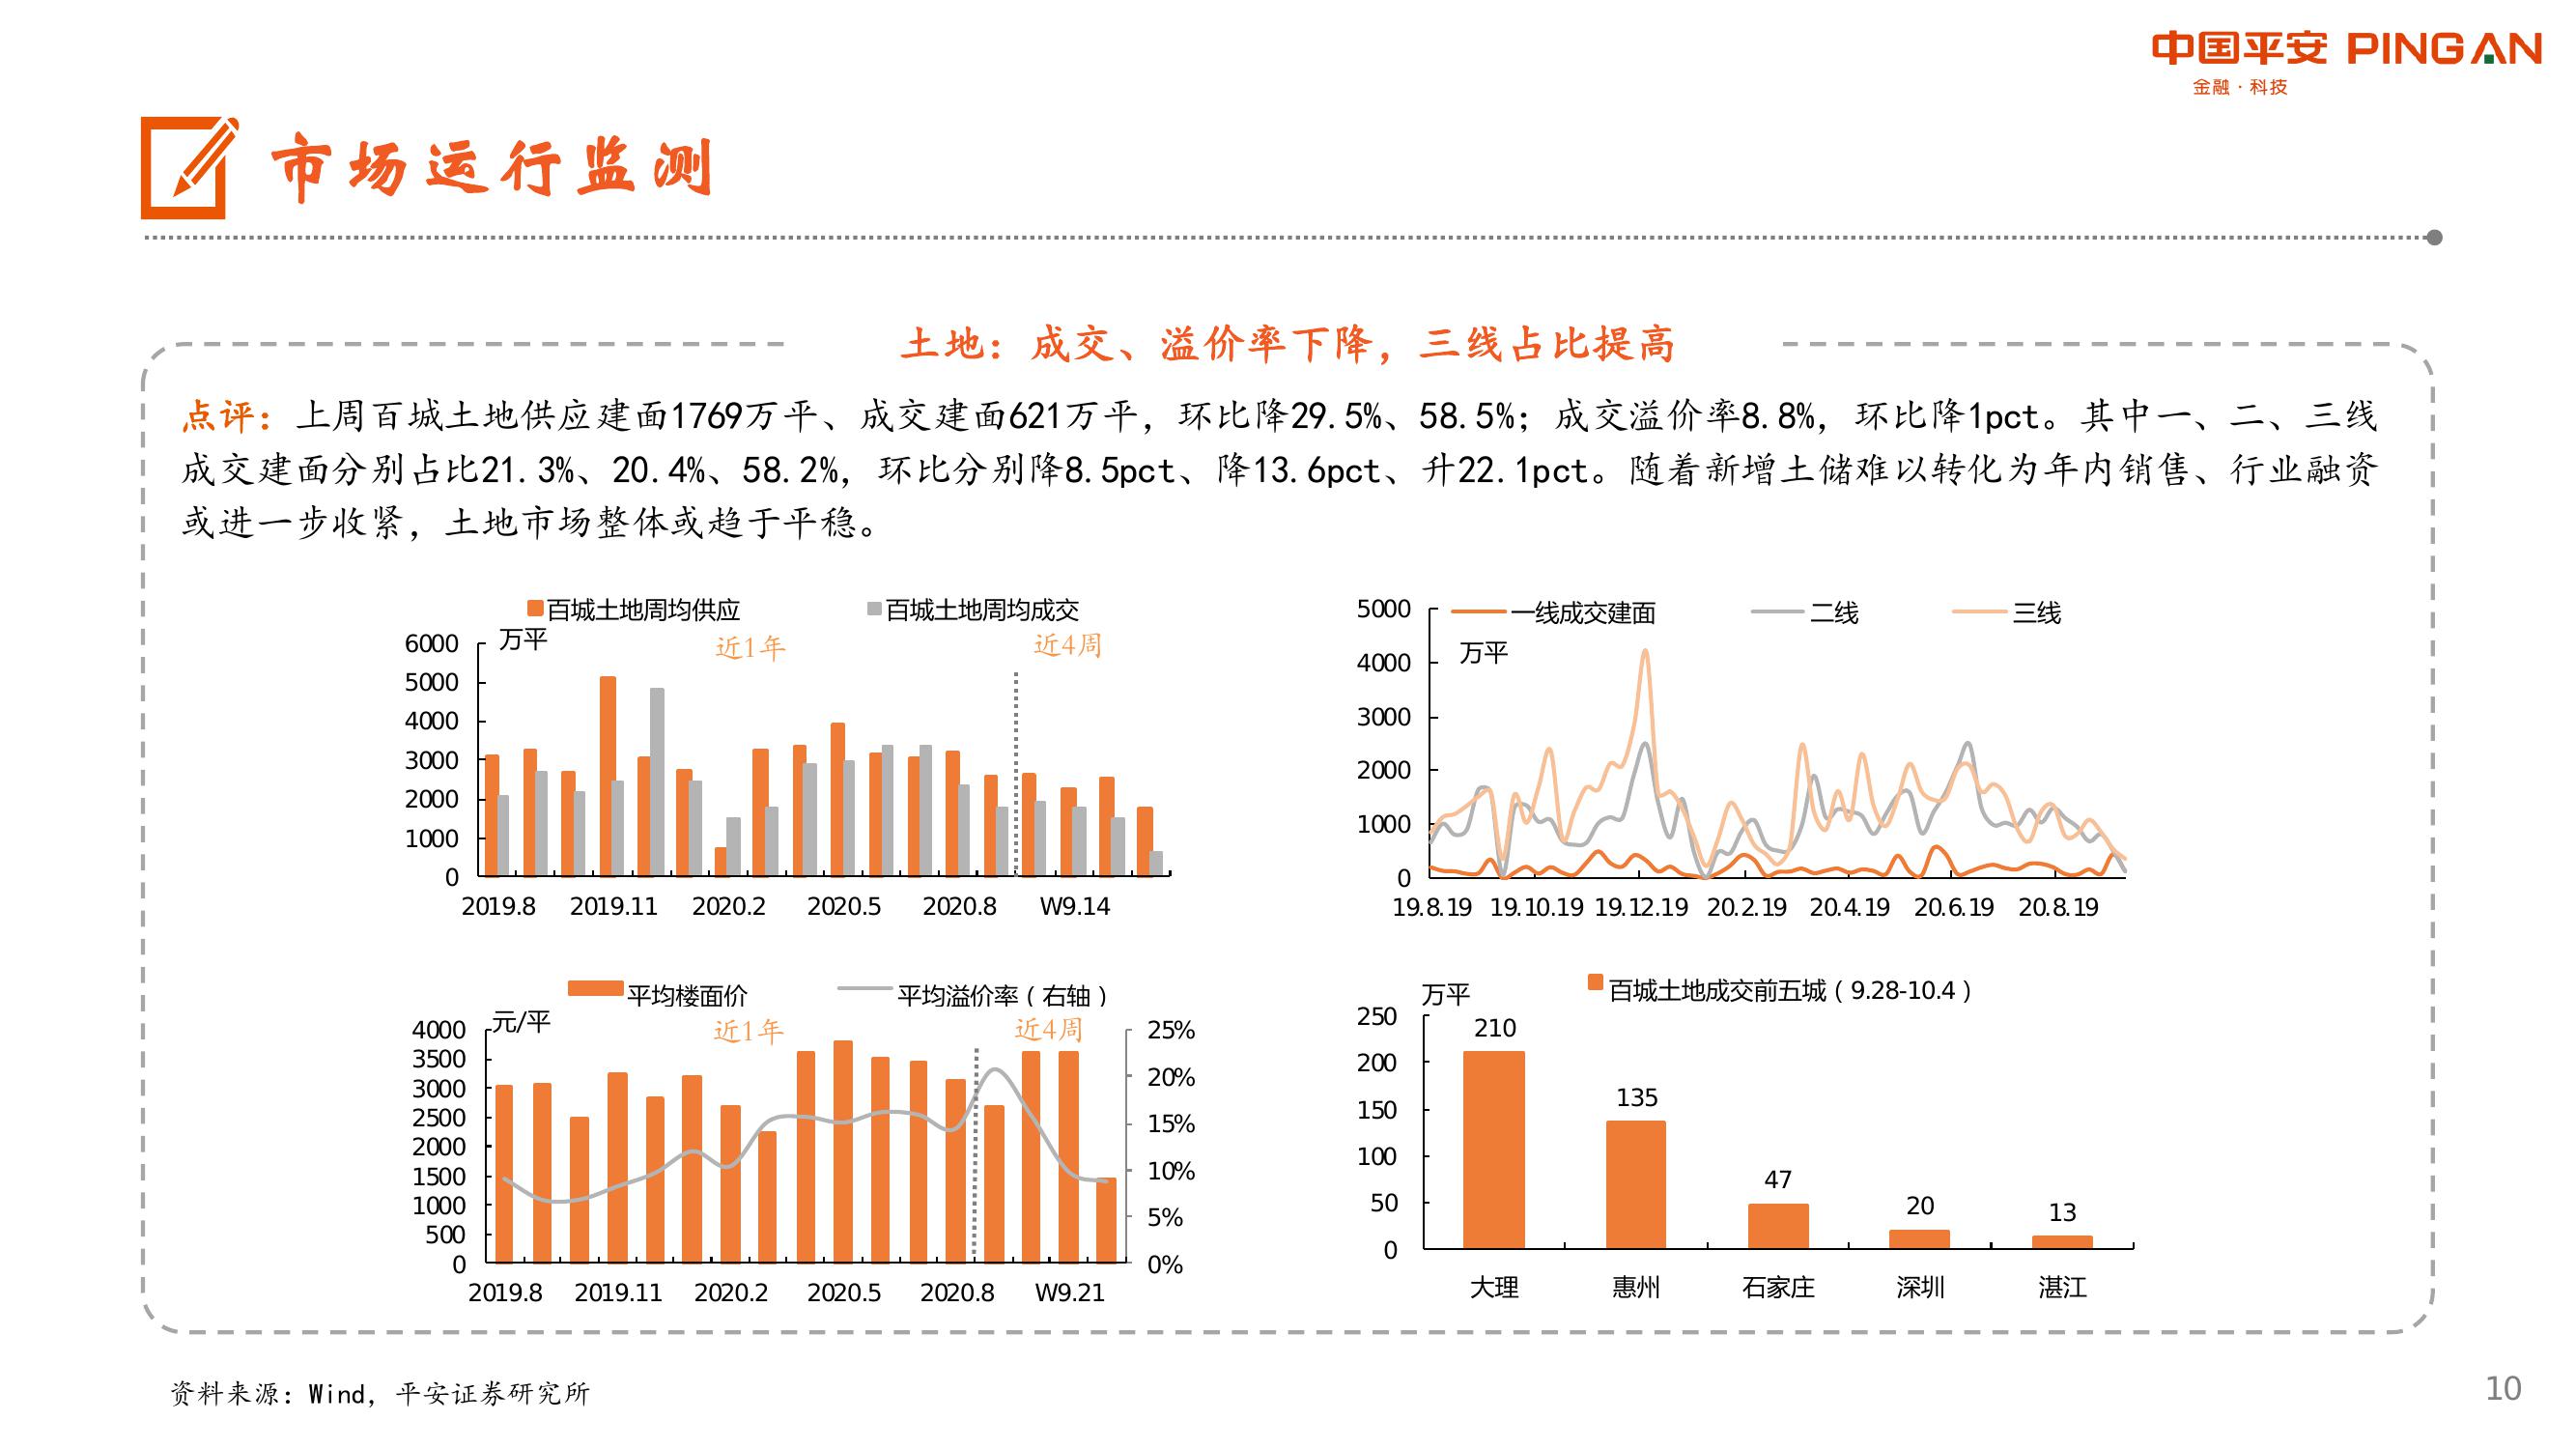 中国平安 PINGAN
金融·科技
市场运行监测
土地：成交、溢价率下降，三线占比提高
点评：上周百城土地供应建面1769万平、成交建面621万平，环比降29.5%、58.5%；成交溢价率8.8%，环比降1pct。其中一、二、三线
成交建面分别占比21.3%、20.4%、58.2%，环比分别降8.5pct、降13.6pct、升22.1pct。随着新增土储难以转化为年内销售、行业融资
或进一步收紧，土地市场整体或趋于平稳。
百城土地周均供应 百城土地周均成交
万平 近1年 近4周
6000
5000
4000
3000
2000
1000
0
2019.8 2019.11 2020.2 2020.5 2020.8 W9.14
一线成交建面 二线 三线
万平
5000
4000
3000
2000
1000
0
19.8.19 19.10.19 19.12.19 20.2.19 20.4.19 20.6.19 20.8.19
平均楼面价 平均溢价率（右轴）
元/平 近1年 近4周
4000
3500
3000
2500
2000
1500
1000
500
0
25%
20%
15%
10%
5%
0%
2019.8 2019.11 2020.2 2020.5 2020.8 W9.21
万平 百城土地成交前五城（9.28-10.4）
250
200
150
100
50
0
210 135 47 20 13
大理 惠州 石家庄 深圳 湛江
资料来源：Wind，平安证券研究所
10